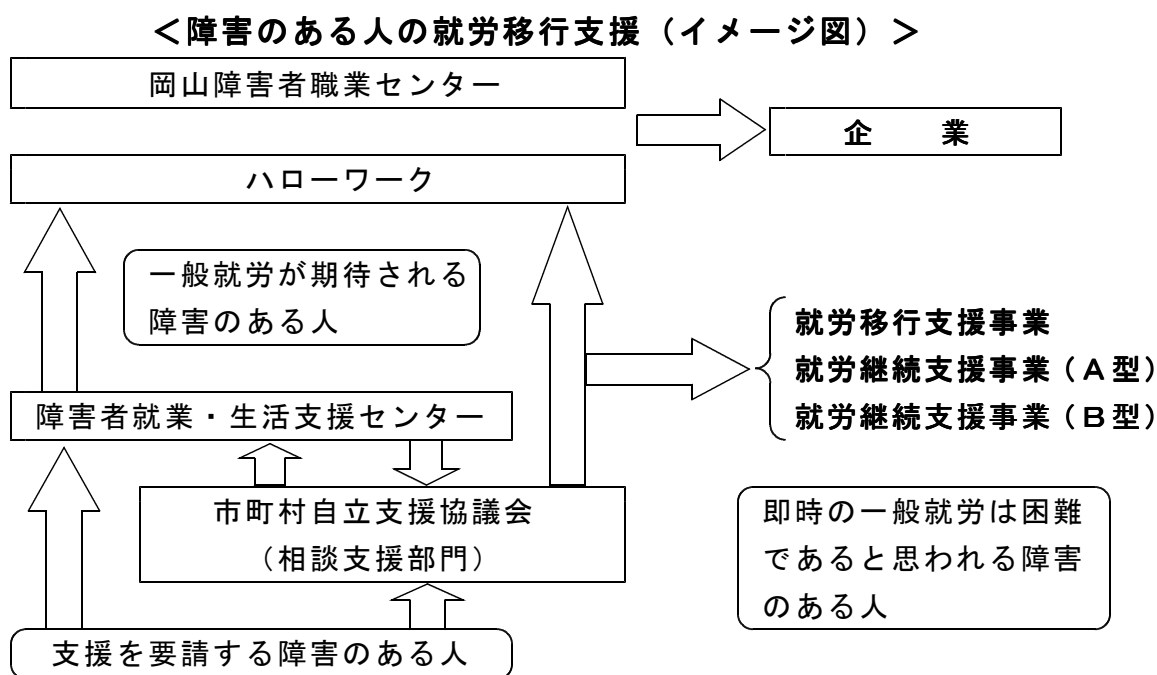 ＜障害のある人の就労移行支援（イメージ図）＞
岡山障害者職業センター
企　業
ハローワーク
一般就労が期待される
障害のある人
就労移行支援事業
就労継続支援事業（Ａ型）
就労継続支援事業（Ｂ型）
障害者就業・生活支援センター
市町村自立支援協議会
（相談支援部門）
即時の一般就労は困難
であると思われる障害
のある人
支援を要請する障害のある人